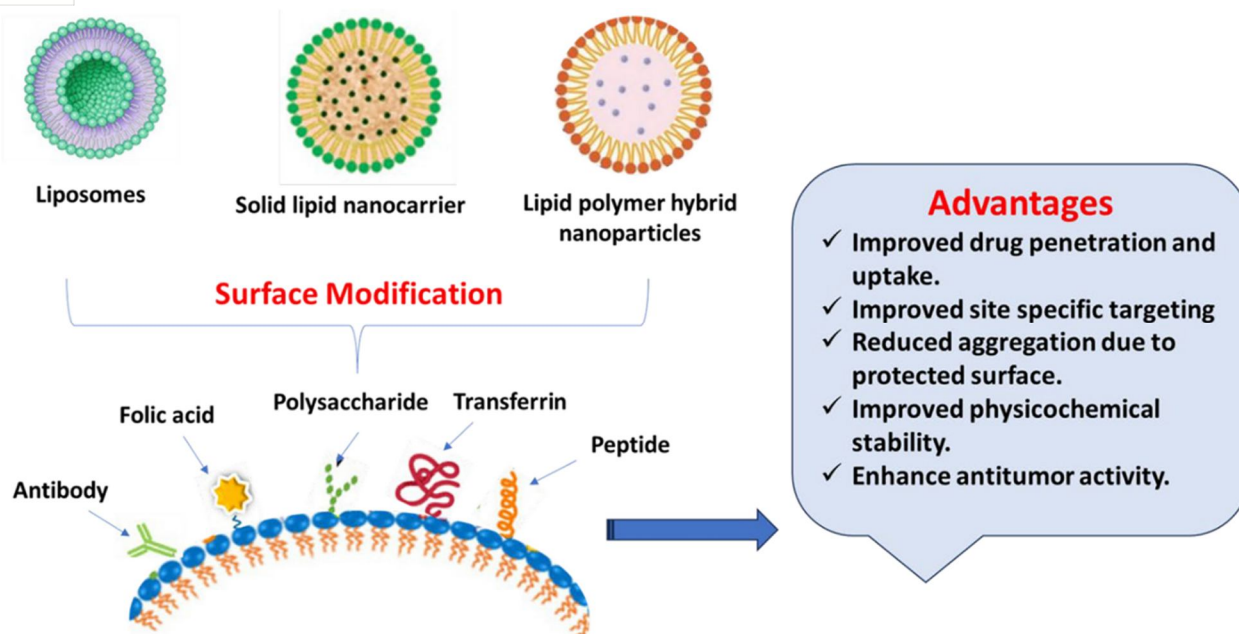 Liposomes
Solid lipid nanocarrier
Lipid polymer hybrid
nanoparticles
Surface Modification
Antibody
Folic acid
Polysaccharide
Transferrin
Peptide
Advantages
✓ Improved drug penetration and
uptake.
✓ Improved site specific targeting
✓ Reduced aggregation due to
protected surface.
✓ Improved physicochemical
stability.
✓ Enhance antitumor activity.